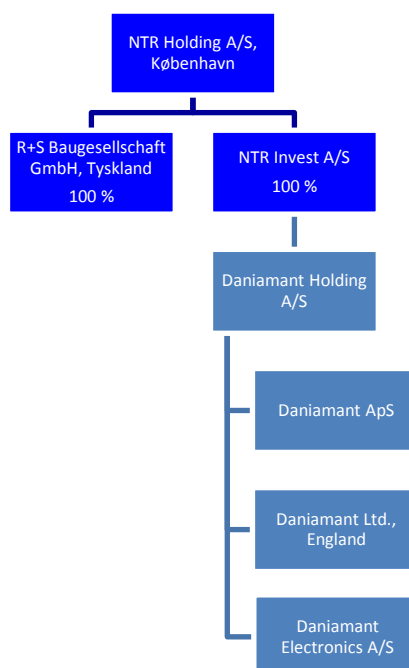 NTR Holding A/S,
København
R+S Baugesellschaft
GmbH, Tyskland
100 %
NTR Invest A/S
100 %
Daniamant Holding
A/S
Daniamant ApS
Daniamant Ltd.,
England
Daniamant
Electronics A/S